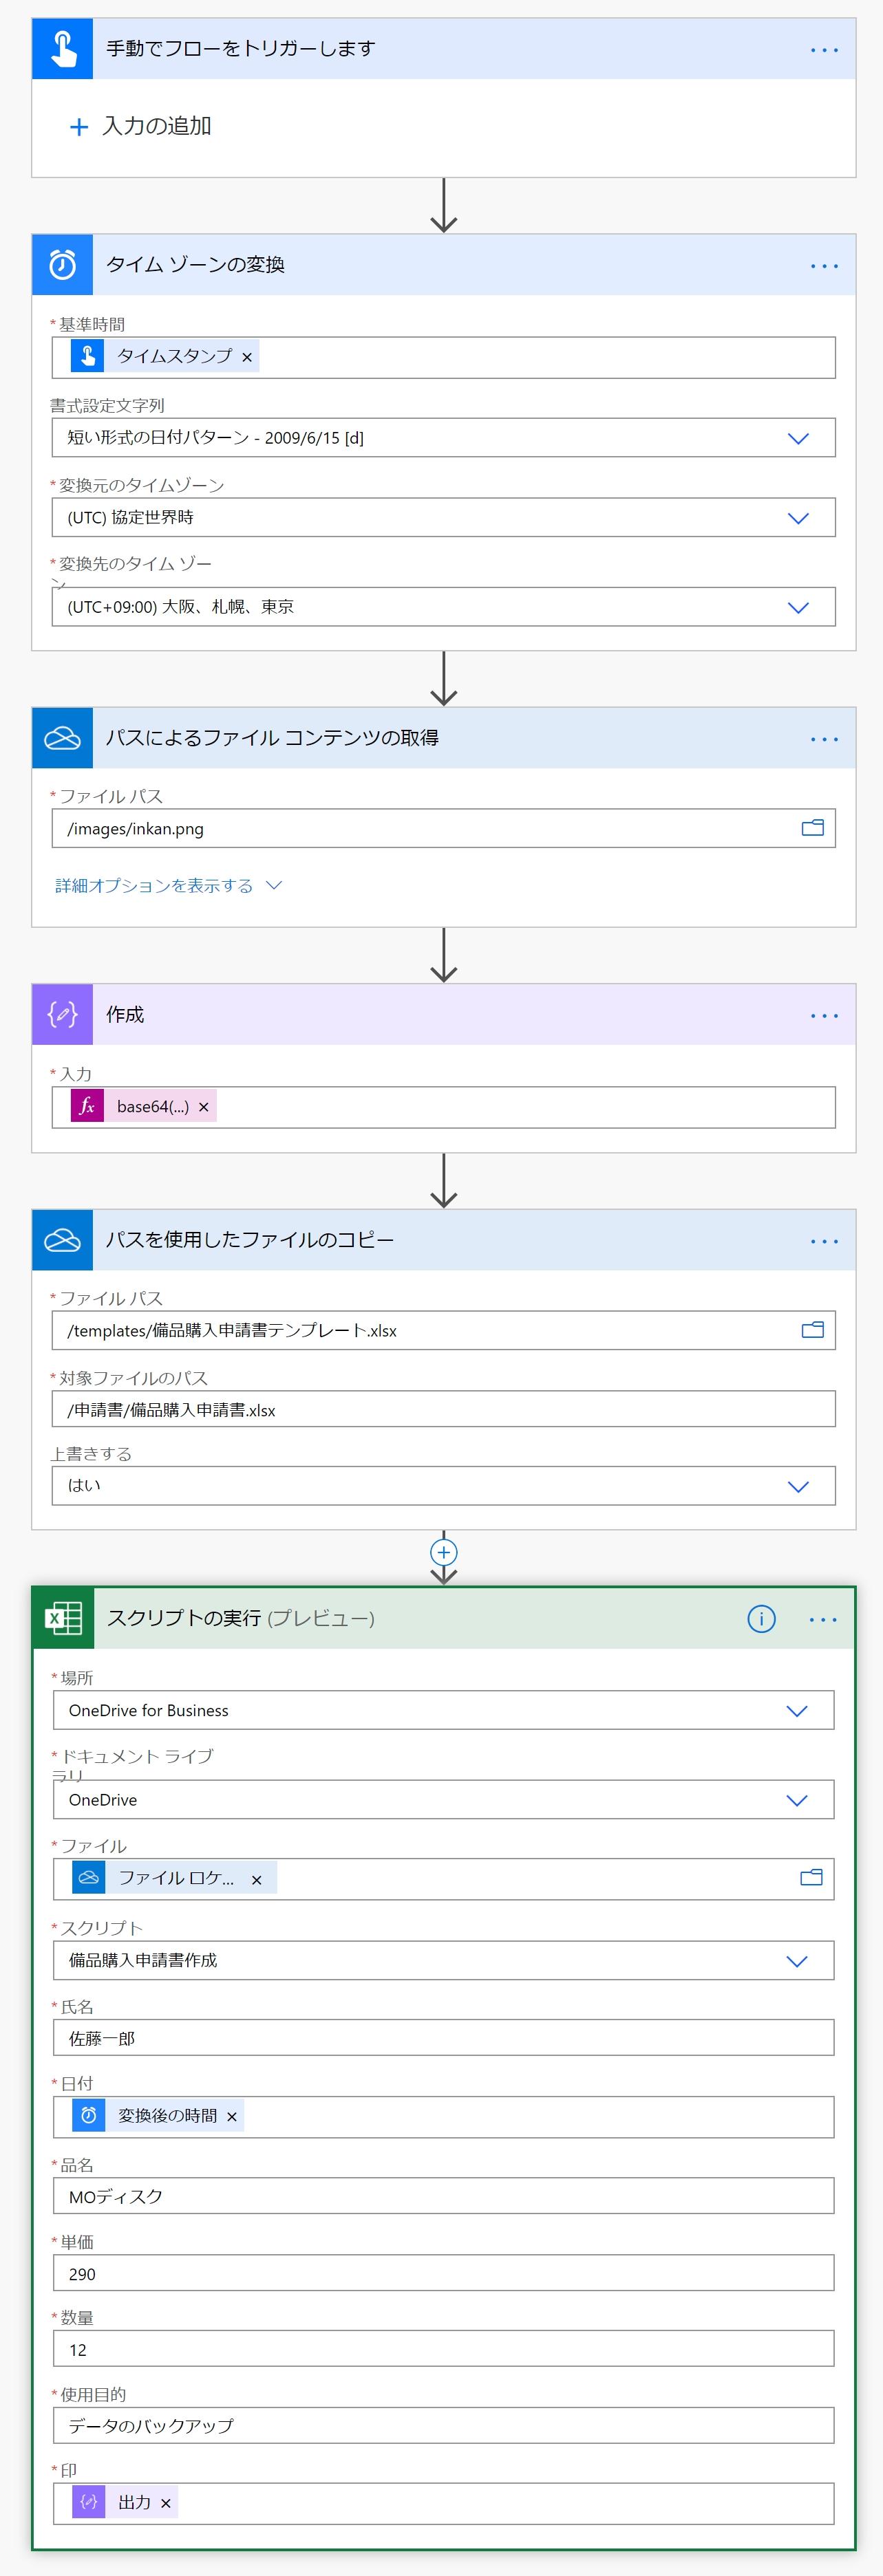 手動でフローをトリガーします
入力の追加
タイム ゾーンの変換
*基準時間
タイムスタンプ ×
書式設定文字列
短い形式の日付パターン - 2009/6/15 [d]
*変換元のタイムゾーン
(UTC) 協定世界時
*変換先のタイム ゾー
ン
(UTC+09:00) 大阪、札幌、東京
パスによるファイル コンテンツの取得
*ファイル パス
/images/inkan.png
詳細オプションを表示する
作成
*入力
fx base64(...) ×
パスを使用したファイルのコピー
*ファイル パス
/templates/備品購入申請書テンプレート.xlsx
*対象ファイルのパス
/申請書/備品購入申請書.xlsx
上書きする
はい
スクリプトの実行 (プレビュー)
*場所
OneDrive for Business
*ドキュメント ライブ
ラリ
OneDrive
*ファイル
ファイル ロケ... ×
*スクリプト
備品購入申請書作成
*氏名
佐藤一郎
*日付
変換後の時間 ×
*品名
MOディスク
*単価
290
*数量
12
*使用目的
データのバックアップ
*印
出力 ×